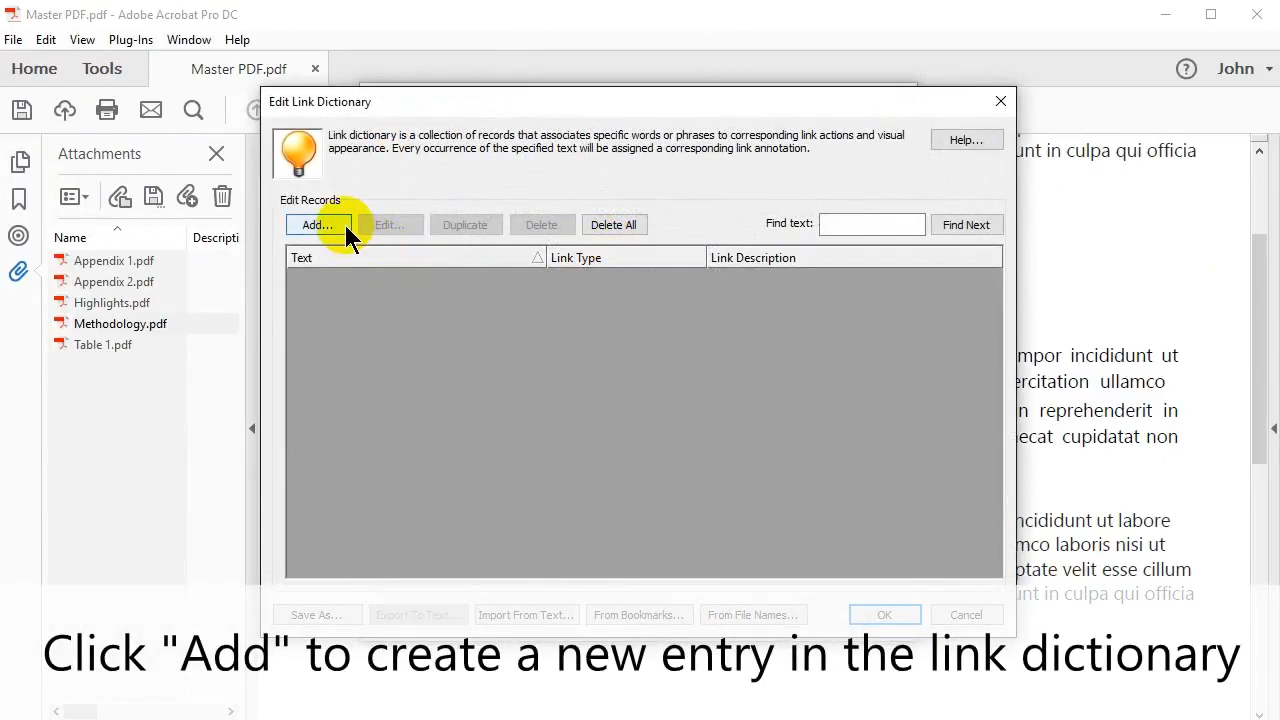 Master PDF.pdf - Adobe Acrobat Pro DC
File Edit View Plug-Ins Window Help
Home Tools Master PDF.pdf John
Edit Link Dictionary
Link dictionary is a collection of records that associates specific words or phrases to corresponding link actions and visual
appearance. Every occurrence of the specified text will be assigned a corresponding link annotation.
Help...
Edit Records
Add... Edit... Duplicate Delete Delete All Find text: Find Next
Text Link Type Link Description
Attachments
Name Descripti
Appendix 1.pdf
Appendix 2.pdf
Highlights.pdf
Methodology.pdf
Table 1.pdf
unt in culpa qui officia
mpor incididunt ut
ercitation ullamco
n reprehenderit in
ecat cupidatat non
ncididunt ut labore
mco laboris nisi ut
ptate velit esse cillum
unt in culpa qui officia
Save As... Export To Text... Import From Text... From Bookmarks... From File Names... OK Cancel
Click "Add" to create a new entry in the link dictionary